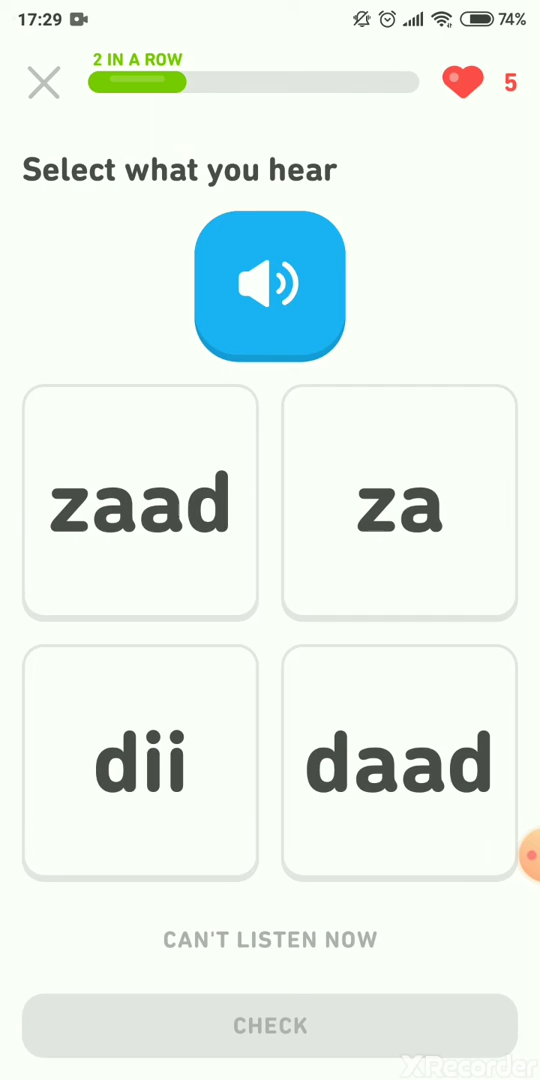 17:29 74%
2 IN A ROW
5
Select what you hear
zaad za
dii daad
CAN'T LISTEN NOW
CHECK
XRecorder